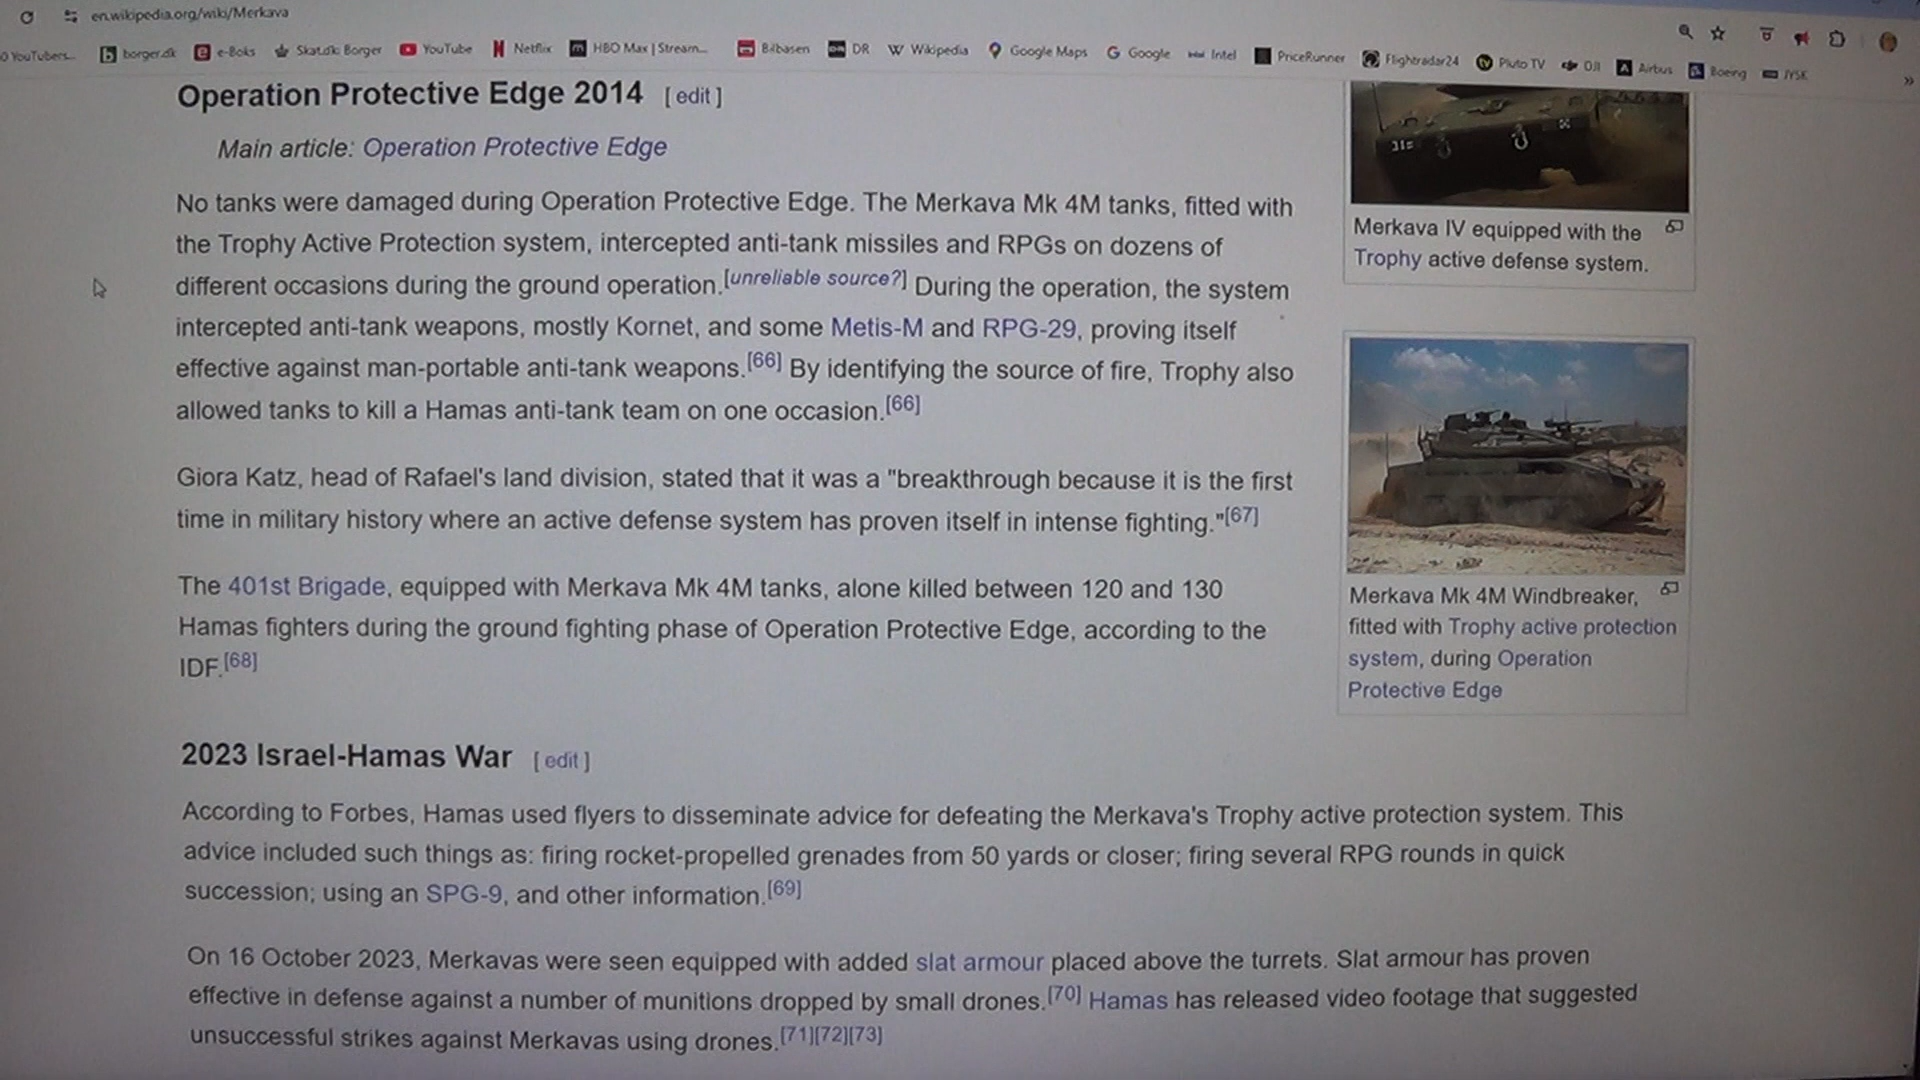 en.wikipedia.org/wiki/Merkava
YouTubers... borger.dk e-Boks Skat.dk: Borger YouTube Netflix HBO Max | Stream... Bilbasen DR Wikipedia Google Maps Google Intel PriceRunner Flightradar24 Pluto TV DJI Airbus Boeing JYSK »
Operation Protective Edge 2014 [ edit ]
Main article: Operation Protective Edge
No tanks were damaged during Operation Protective Edge. The Merkava Mk 4M tanks, fitted with
the Trophy Active Protection system, intercepted anti-tank missiles and RPGs on dozens of
different occasions during the ground operation.[unreliable source?] During the operation, the system
intercepted anti-tank weapons, mostly Kornet, and some Metis-M and RPG-29, proving itself
effective against man-portable anti-tank weapons.[66] By identifying the source of fire, Trophy also
allowed tanks to kill a Hamas anti-tank team on one occasion.[66]
Giora Katz, head of Rafael's land division, stated that it was a "breakthrough because it is the first
time in military history where an active defense system has proven itself in intense fighting."[67]
The 401st Brigade, equipped with Merkava Mk 4M tanks, alone killed between 120 and 130
Hamas fighters during the ground fighting phase of Operation Protective Edge, according to the
IDF.[68]
Merkava IV equipped with the
Trophy active defense system.
Merkava Mk 4M Windbreaker,
fitted with Trophy active protection
system, during Operation
Protective Edge
2023 Israel-Hamas War [ edit ]
According to Forbes, Hamas used flyers to disseminate advice for defeating the Merkava's Trophy active protection system. This
advice included such things as: firing rocket-propelled grenades from 50 yards or closer; firing several RPG rounds in quick
succession; using an SPG-9, and other information.[69]
On 16 October 2023, Merkavas were seen equipped with added slat armour placed above the turrets. Slat armour has proven
effective in defense against a number of munitions dropped by small drones.[70] Hamas has released video footage that suggested
unsuccessful strikes against Merkavas using drones.[71][72][73]